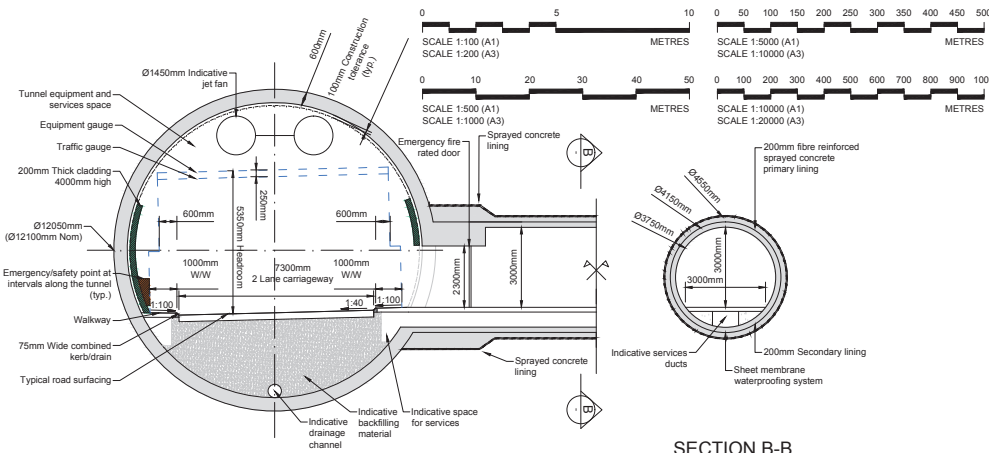 0 5 10
SCALE 1:100 (A1) METRES
SCALE 1:200 (A3)
0 50 100 150 200 250 300 350 400 450 500
SCALE 1:5000 (A1) METRES
SCALE 1:10000 (A3)
0 10 20 30 40 50
SCALE 1:500 (A1) METRES
SCALE 1:1000 (A3)
0 100 200 300 400 500 600 700 800 900 100
SCALE 1:10000 (A1) METRES
SCALE 1:20000 (A3)
600mm
100mm Construction
tolerance
(typ.)
Ø1450mm Indicative
jet fan
Tunnel equipment and
services space
Equipment gauge
Traffic gauge
200mm Thick cladding
4000mm high
Ø12050mm
(Ø12100mm Nom)
Emergency/safety point at
intervals along the tunnel
(typ.)
Walkway
75mm Wide combined
kerb/drain
Typical road surfacing
600mm
250mm
600mm
5350mm Headroom
1000mm
W/W
7300mm
2 Lane carriageway
1000mm
W/W
1:100
1:40
1:100
Indicative
drainage
channel
Indicative
backfilling
material
Indicative space
for services
Emergency fire
rated door
Sprayed concrete
lining
2300mm
3000mm
Sprayed concrete
lining
B
-
B
-
200mm fibre reinforced
sprayed concrete
primary lining
Ø4550mm
Ø4150mm
Ø3750mm
3000mm
3000mm
Indicative services
ducts
200mm Secondary lining
Sheet membrane
waterproofing system
SECTION B-B